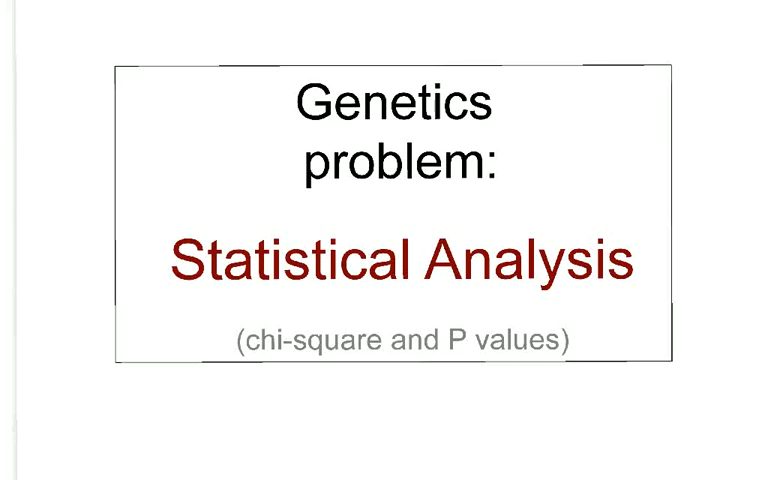 Genetics
problem:
Statistical Analysis
(chi-square and P values)